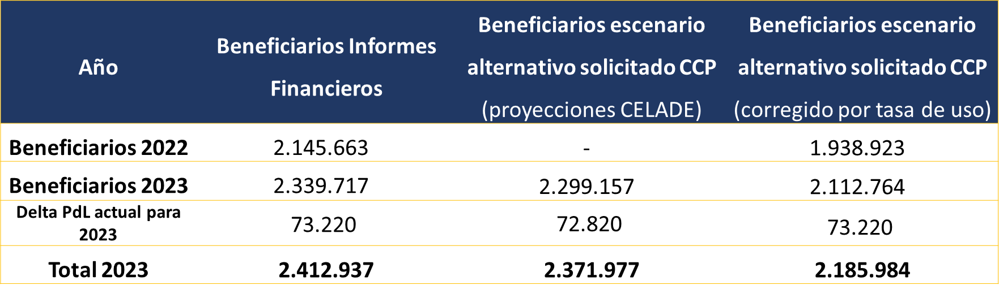 Año
Beneficiarios Informes
Financieros
Beneficiarios escenario
alternativo solicitado CCP
(proyecciones CELADE)
Beneficiarios escenario
alternativo solicitado CCP
(corregido por tasa de uso)
Beneficiarios 2022 2.145.663 - 1.938.923
Beneficiarios 2023 2.339.717 2.299.157 2.112.764
Delta PdL actual para
2023
73.220 72.820 73.220
Total 2023 2.412.937 2.371.977 2.185.984